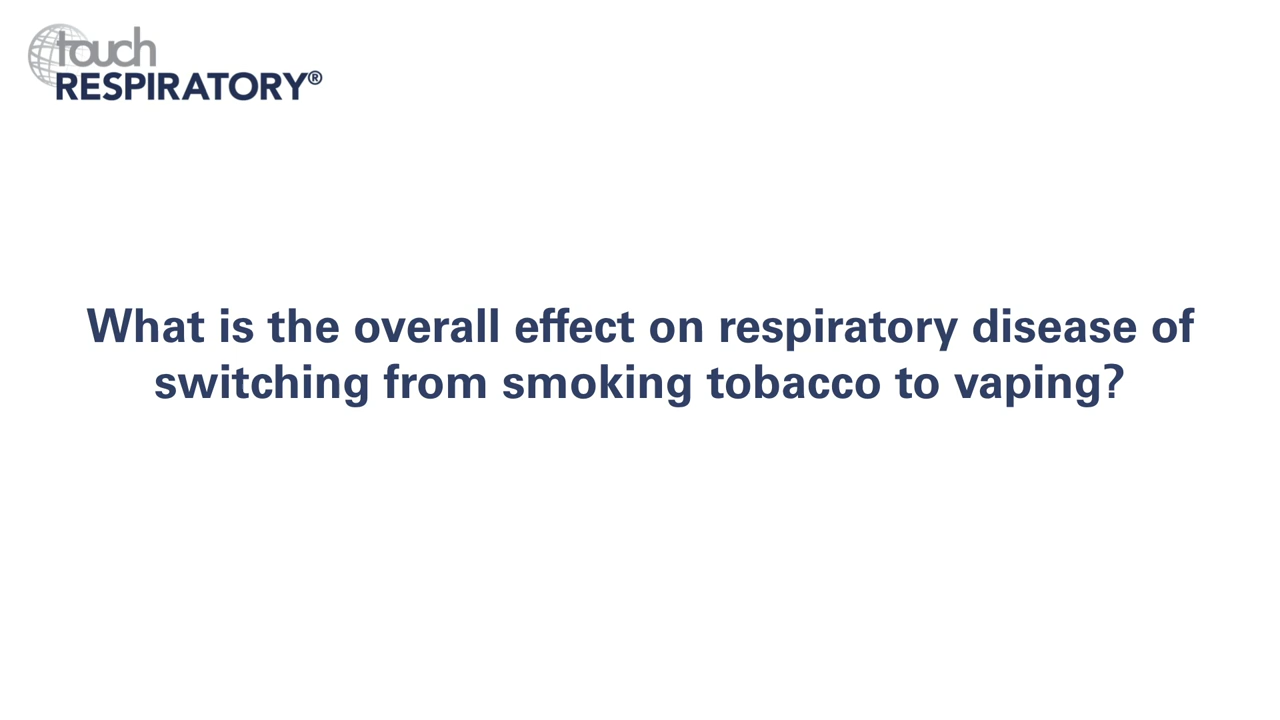 touch
RESPIRATORY®
What is the overall effect on respiratory disease of
switching from smoking tobacco to vaping?